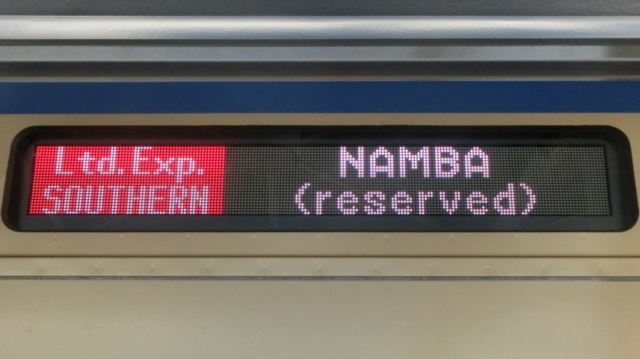 Ltd. Exp.
SOUTHERN
NAMBA
(reserved)